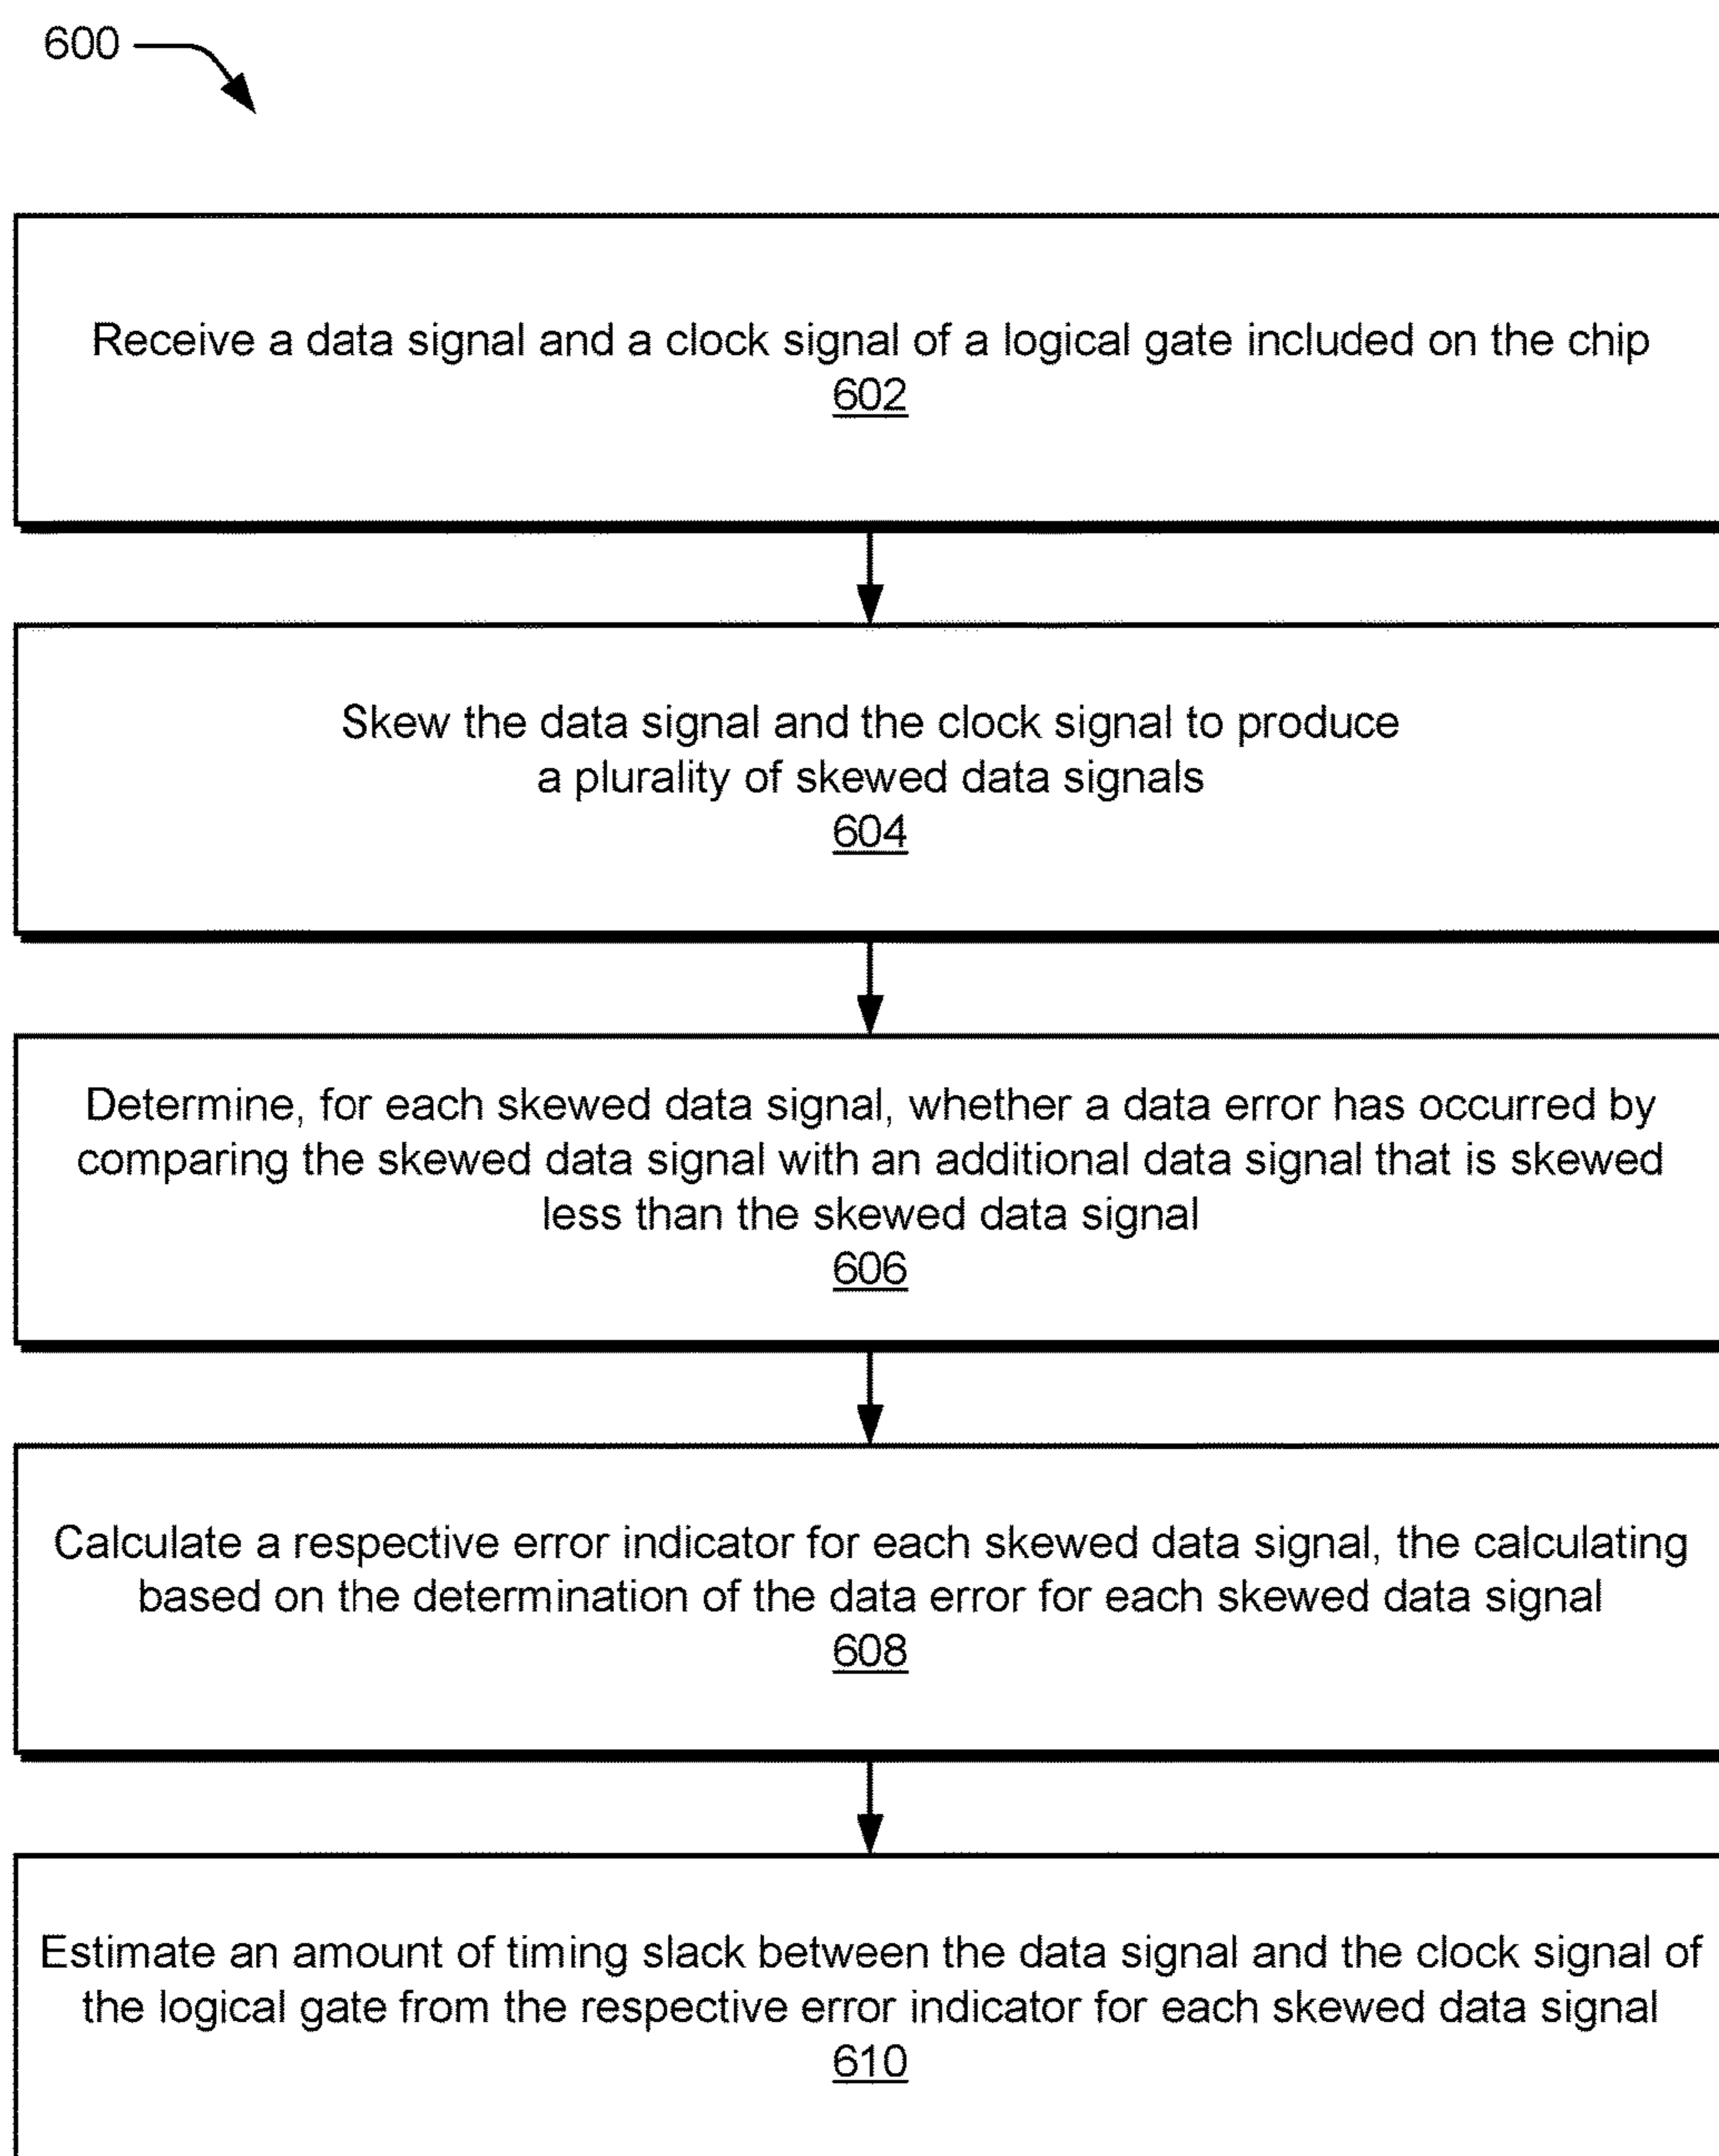 600
Receive a data signal and a clock signal of a logical gate included on the chip
602
Skew the data signal and the clock signal to produce
a plurality of skewed data signals
604
Determine, for each skewed data signal, whether a data error has occurred by
comparing the skewed data signal with an additional data signal that is skewed
less than the skewed data signal
606
Calculate a respective error indicator for each skewed data signal, the calculating
based on the determination of the data error for each skewed data signal
608
Estimate an amount of timing slack between the data signal and the clock signal of
the logical gate from the respective error indicator for each skewed data signal
610